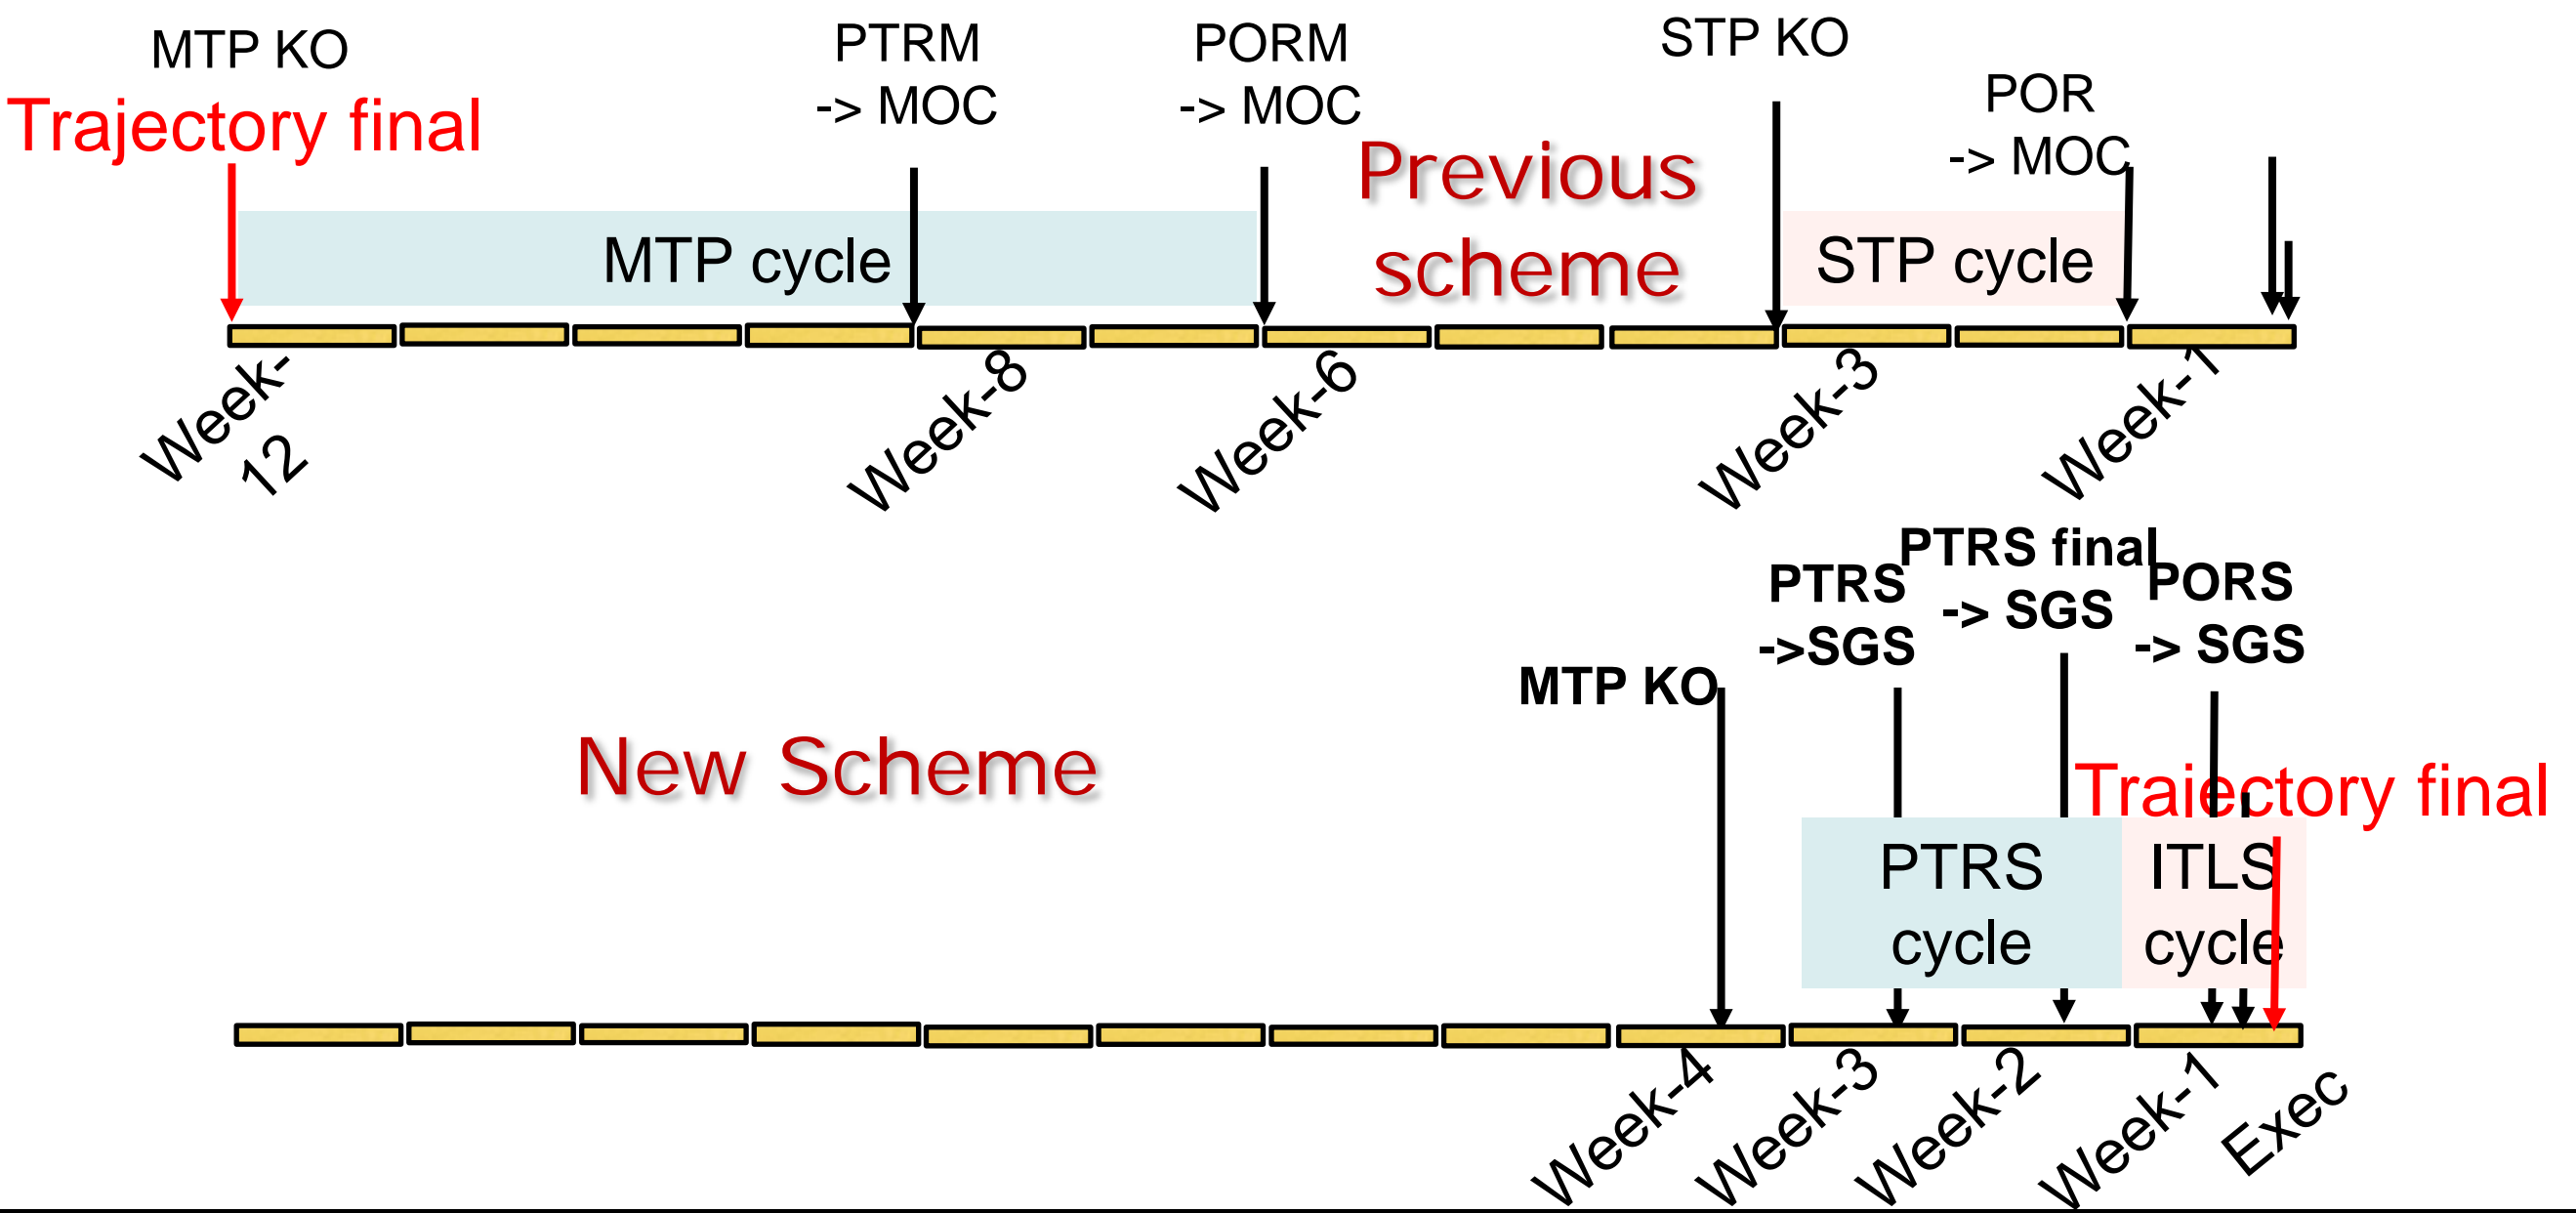 MTP KO
Trajectory final
PTRM
-> MOC
PORM
-> MOC
STP KO
POR
-> MOC
Previous
scheme
MTP cycle
STP cycle
Week-
12
Week-8
Week-6
Week-3
Week-1
PTRS final
-> SGS
PTRS
->SGS
PORS
-> SGS
MTP KO
New Scheme
Trajectory final
PTRS
cycle
ITLS
cycle
Week-4
Week-3
Week-2
Week-1
Exec